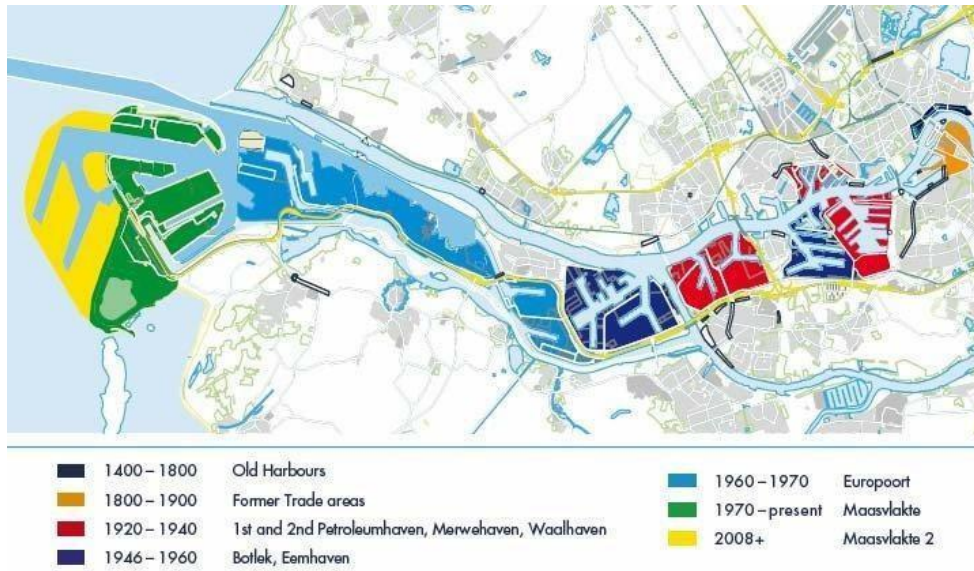 1400 – 1800 Old Harbours
1800 – 1900 Former Trade areas
1920 – 1940 1st and 2nd Petroleumhaven, Merwehaven, Waalhaven
1946 – 1960 Botlek, Eemhaven
1960 – 1970 Europoort
1970 – present Maasvlakte
2008+ Maasvlakte 2